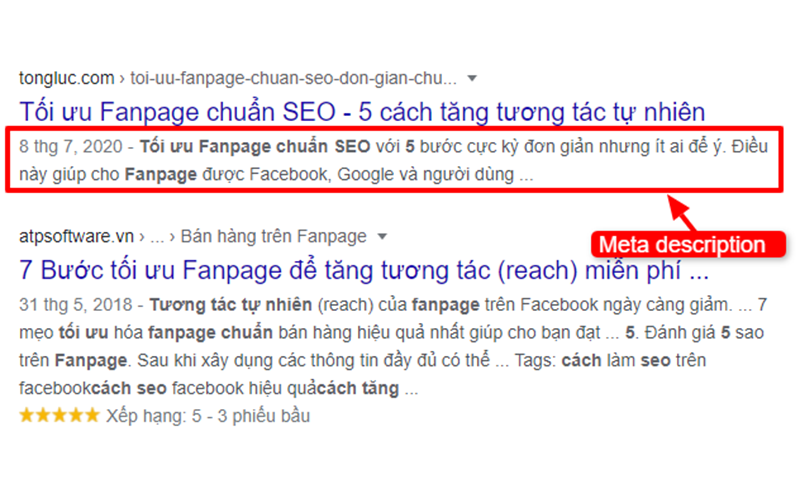 tongluc.com › toi-uu-fanpage-chuan-seo-don-gian-chu...
Tối ưu Fanpage chuẩn SEO - 5 cách tăng tương tác tự nhiên
8 thg 7, 2020 - Tối ưu Fanpage chuẩn SEO với 5 bước cực kỳ đơn giản nhưng ít ai để ý. Điều
này giúp cho Fanpage được Facebook, Google và người dùng ...
Meta description
atpsoftware.vn › ... › Bán hàng trên Fanpage
7 Bước tối ưu Fanpage để tăng tương tác (reach) miễn phí ...
31 thg 5, 2018 - Tương tác tự nhiên (reach) của fanpage trên Facebook ngày càng giảm. ... 7
mẹo tối ưu hóa fanpage chuẩn bán hàng hiệu quả nhất giúp cho bạn đạt ... 5. Đánh giá 5 sao
trên Fanpage. Sau khi xây dựng các thông tin đầy đủ có thể ... Tags: cách làm seo trên
facebookcách seo facebook hiệu quảcách tăng ...
Xếp hạng: 5 - 3 phiếu bầu